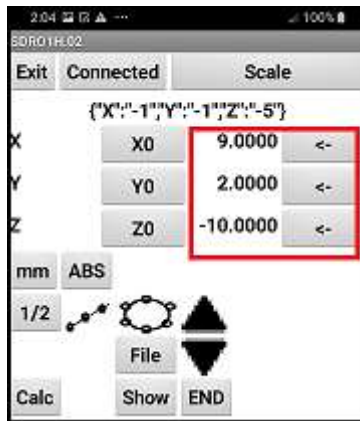 2:04 100%
SDRO1H.02
Exit Connected Scale
{"X":"-1","Y":"-1","Z":"-5"}
X X0 9.0000 <-
Y Y0 2.0000 <-
Z Z0 -10.0000 <-
mm ABS
1/2
File
Calc Show END